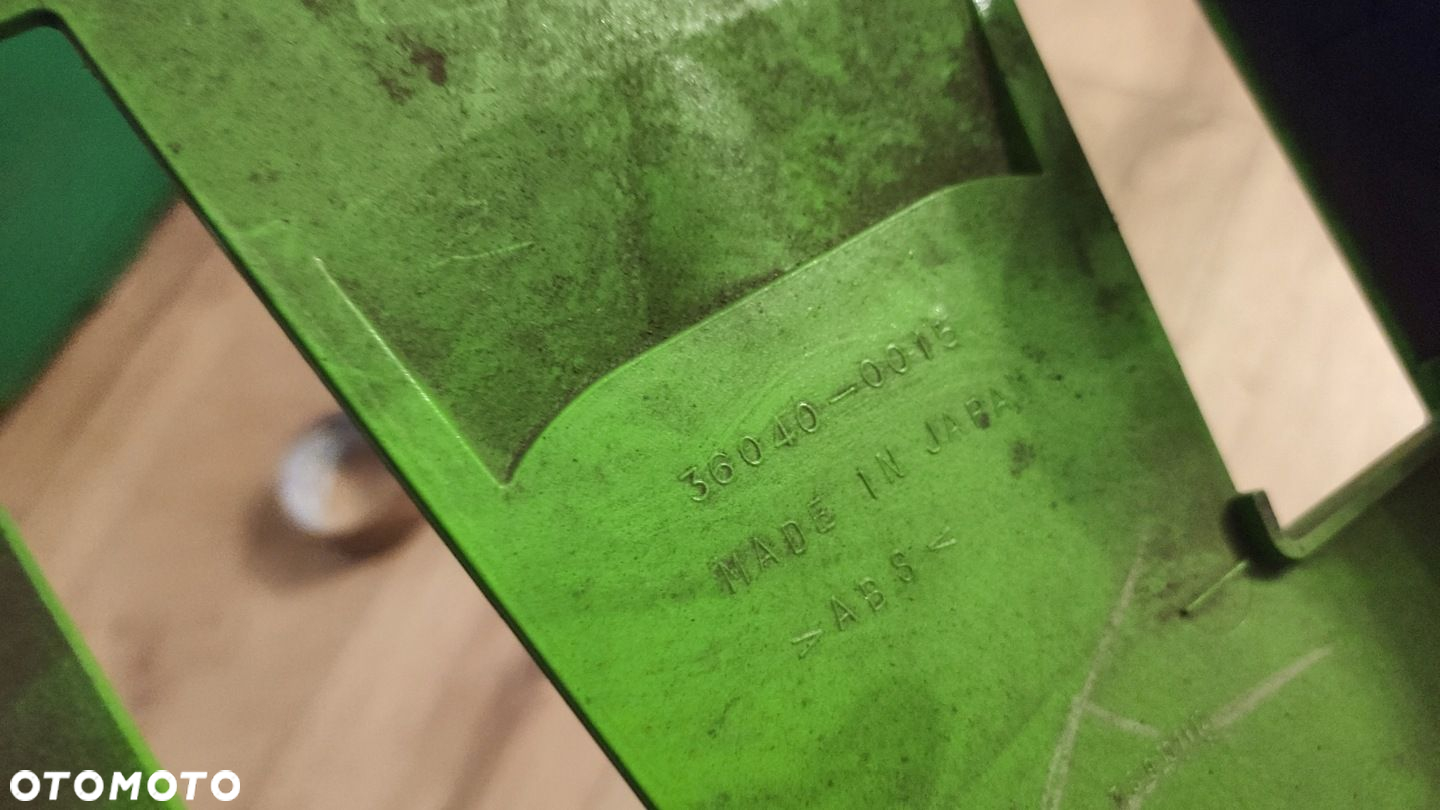 36040-0015
MADE IN JAPAN
>ABS<
OTOMOTO